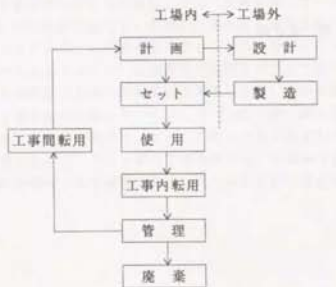 工場内 ←→ 工場外
計画
設計
セット
製造
工事間転用
使用
工事内転用
管理
廃棄